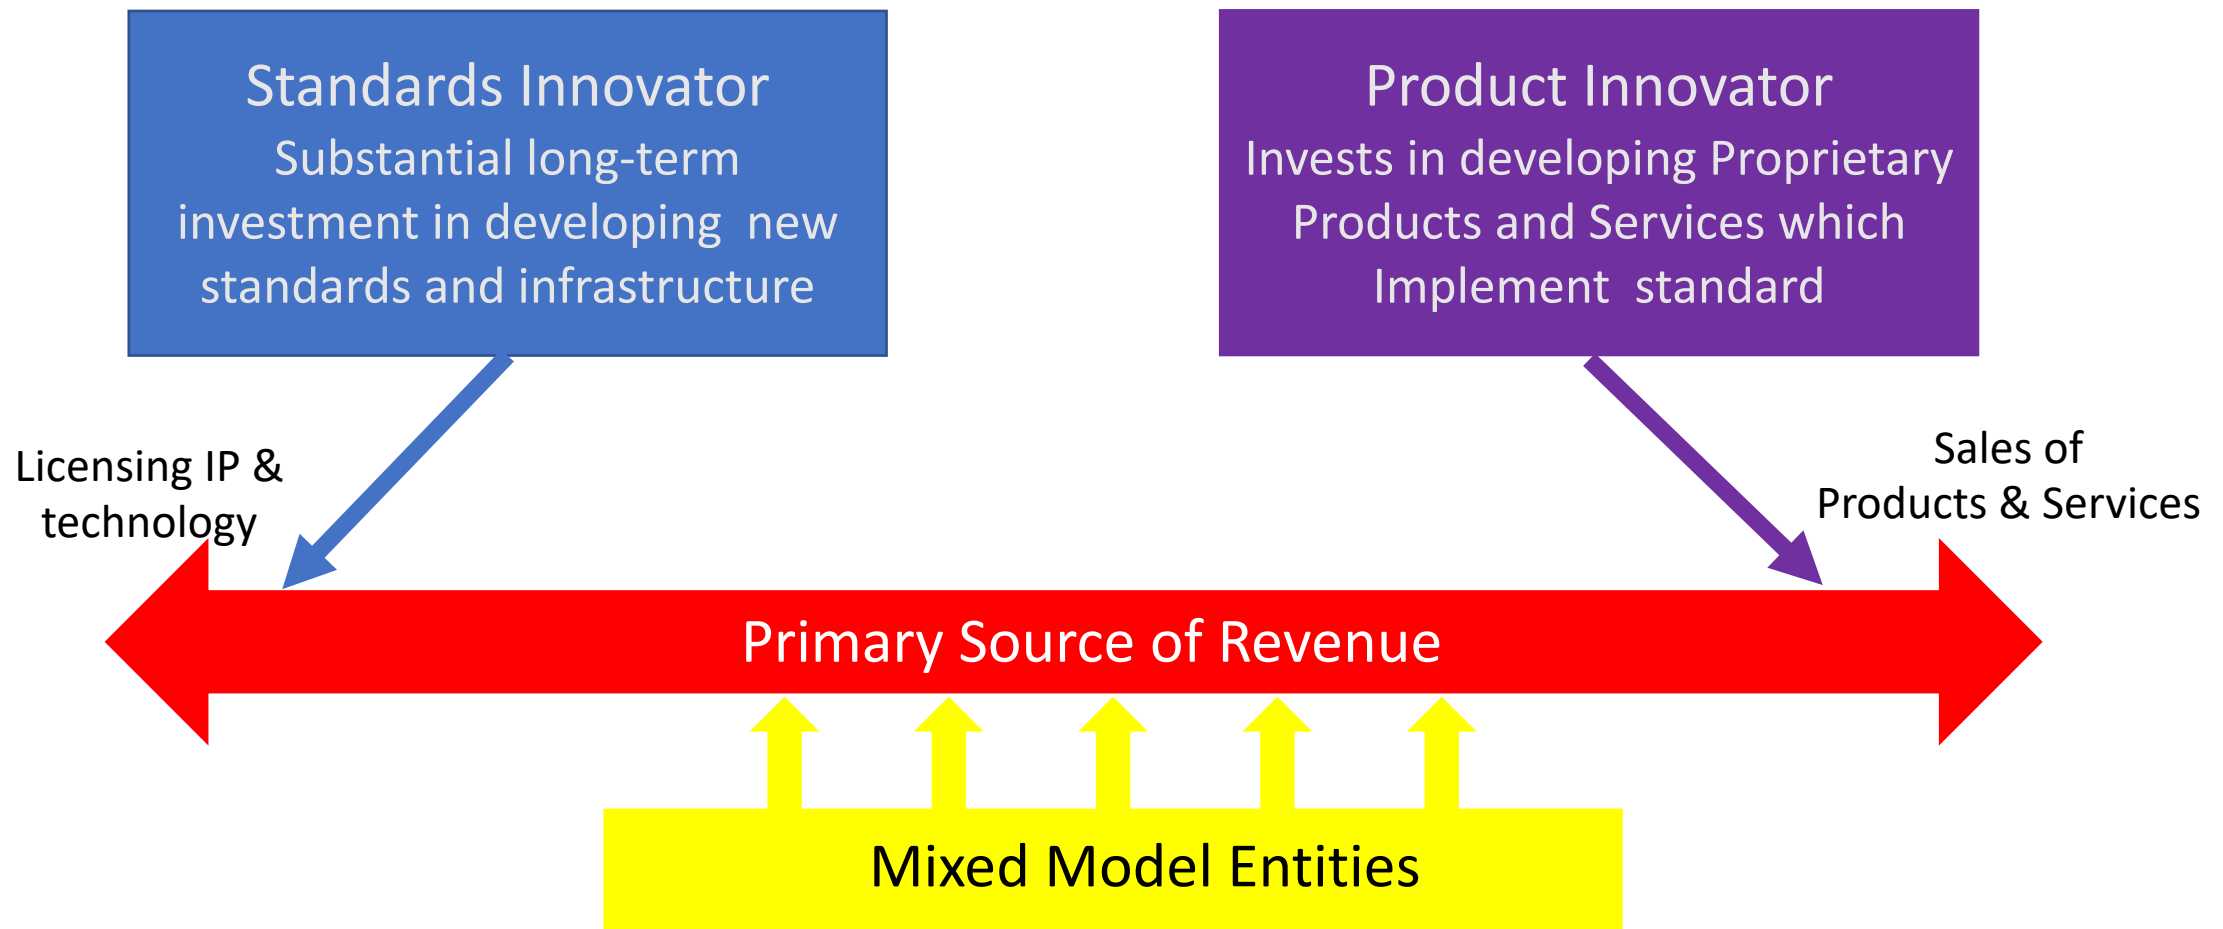 Standards Innovator
Substantial long-term
investment in developing  new
standards and infrastructure
Product Innovator
Invests in developing Proprietary
Products and Services which
Implement  standard
Licensing IP &
technology
Sales of
Products & Services
Primary Source of Revenue
Mixed Model Entities